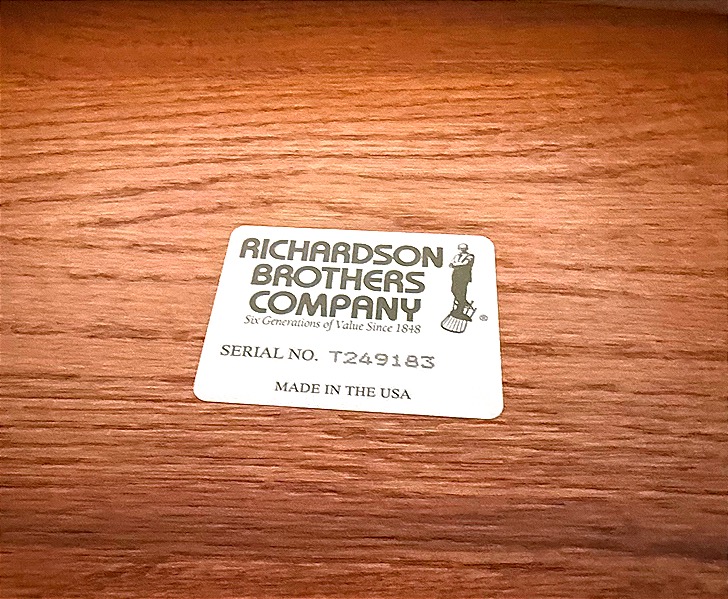 RICHARDSON
BROTHERS
COMPANY
®
Six Generations of Value Since 1848
SERIAL NO. T249183
MADE IN THE USA